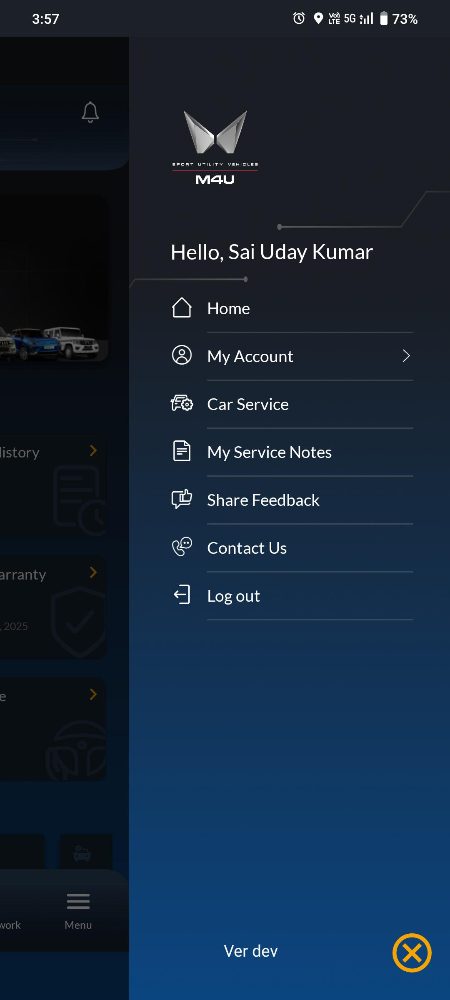 3:57
Vo) LTE 5G 73%
SPORT UTILITY VEHICLES
M4U
Hello, Sai Uday Kumar
Home
My Account
Car Service
My Service Notes
Share Feedback
Contact Us
Log out
Ver dev
istory
arranty
, 2025
e
work
Menu